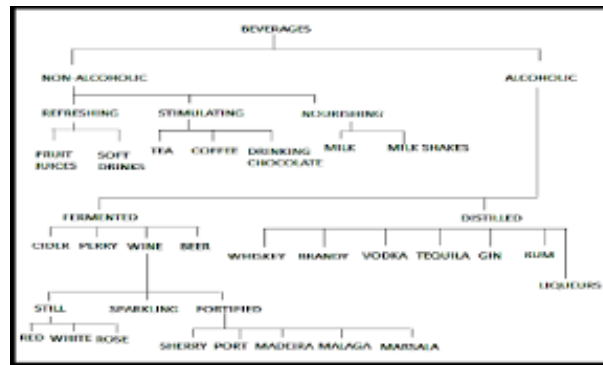 BEVERAGES
NON-ALCOHOLIC ALCOHOLIC
REFRESHING STIMULATING NOURISHING
FRUIT JUICES SOFT DRINKS TEA COFFEE DRINKING CHOCOLATE MILK MILK SHAKES
FERMENTED DISTILLED
CIDER PERRY WINE BEER
WHISKEY BRANDY VODKA TEQUILA GIN RUM
LIQUEURS
STILL SPARKLING FORTIFIED
RED WHITE ROSE
SHERRY PORT MADEIRA MALAGA MARSALA